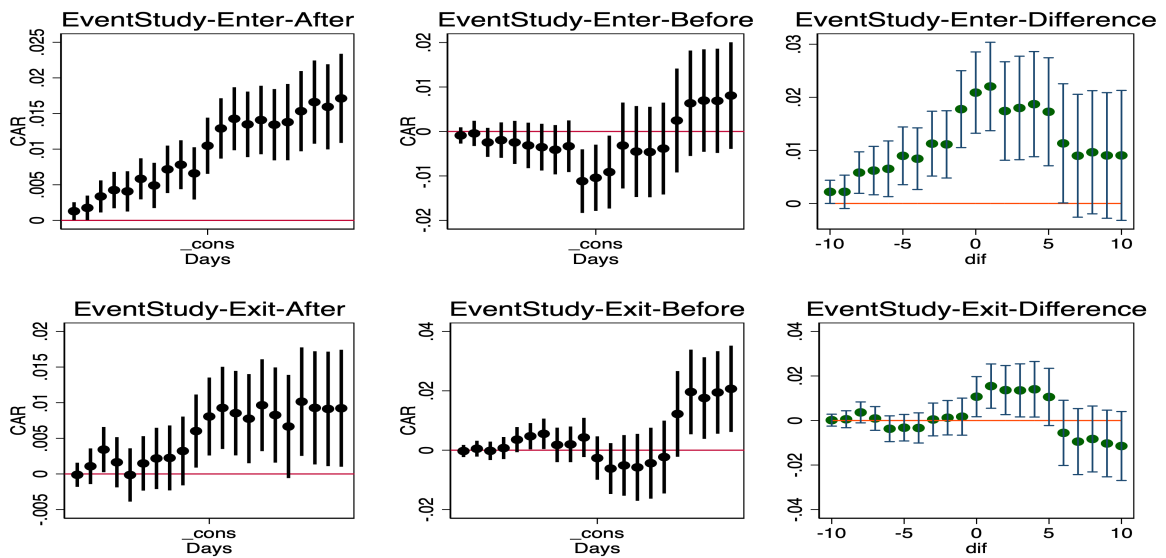 EventStudy-Enter-After
CAR
.025
.02
.015
.01
.005
0
_cons
Days
EventStudy-Enter-Before
CAR
.02
.01
0
-.01
-.02
_cons
Days
EventStudy-Enter-Difference
.03
.02
.01
0
-10 -5 0 5 10
dif
EventStudy-Exit-After
CAR
.02
.015
.01
.005
0
-.005
_cons
Days
EventStudy-Exit-Before
CAR
.04
.02
0
-.02
_cons
Days
EventStudy-Exit-Difference
.04
.02
0
-.02
-.04
-10 -5 0 5 10
dif